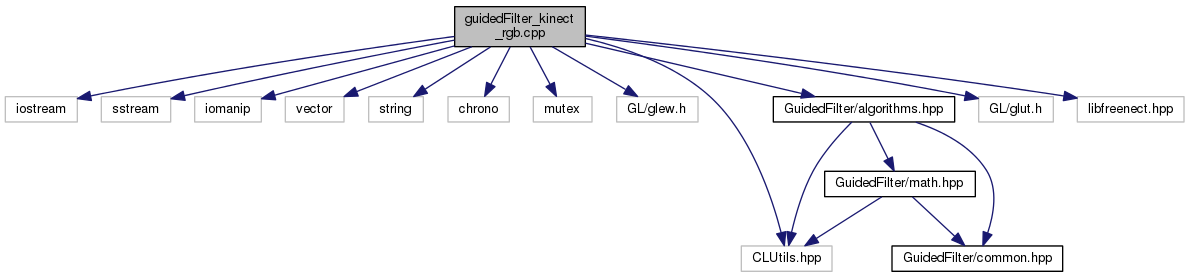 guidedFilter_kinect
_rgb.cpp
iostream
sstream
iomanip
vector
string
chrono
mutex
GL/glew.h
GuidedFilter/algorithms.hpp
GL/glut.h
libfreenect.hpp
GuidedFilter/math.hpp
CLUtils.hpp
GuidedFilter/common.hpp